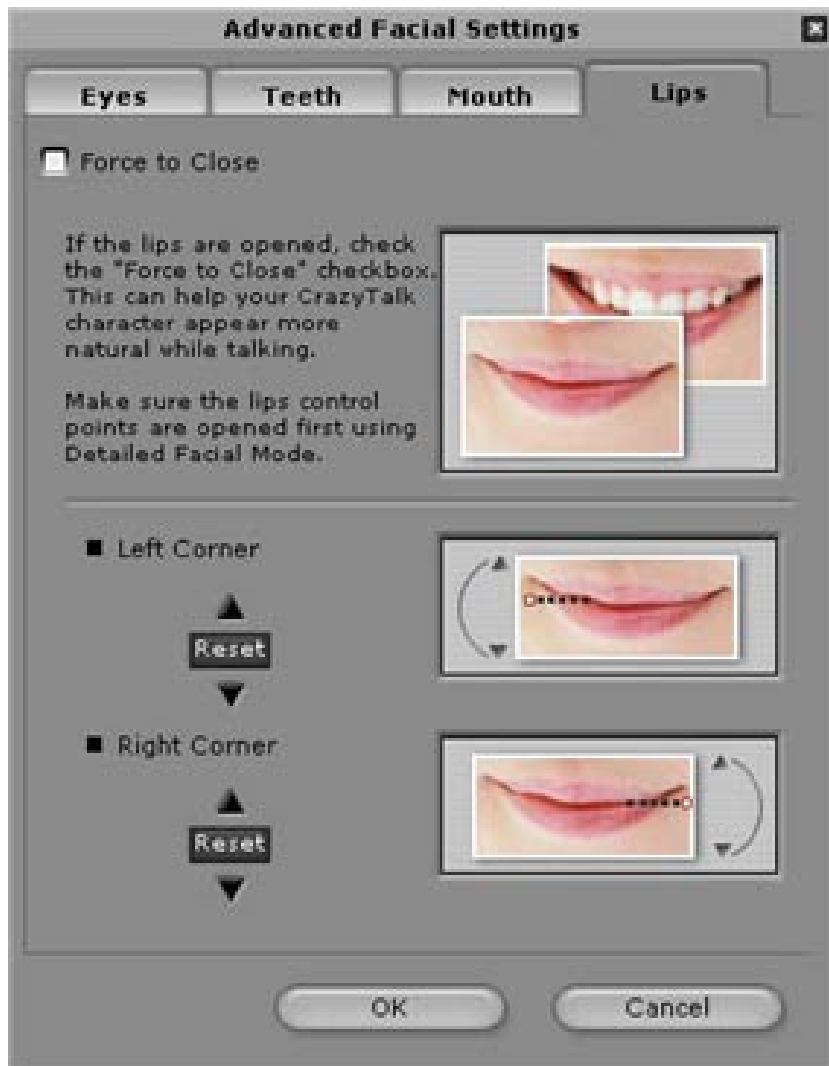 Advanced Facial Settings
Eyes Teeth Mouth Lips
Force to Close
If the lips are opened, check
the "Force to Close" checkbox.
This can help your CrazyTalk
character appear more
natural while talking.
Make sure the lips control
points are opened first using
Detailed Facial Mode.
Left Corner
Reset
Right Corner
Reset
OK Cancel